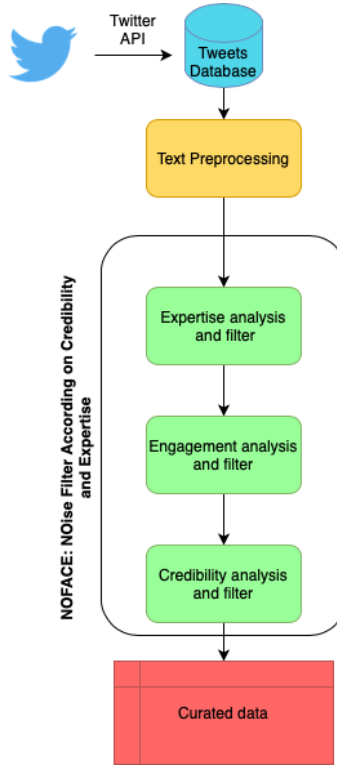 Twitter
API
Tweets
Database
Text Preprocessing
NOFACE: NOise Filter According on Credibility
and Expertise
Expertise analysis
and filter
Engagement analysis
and filter
Credibility analysis
and filter
Curated data